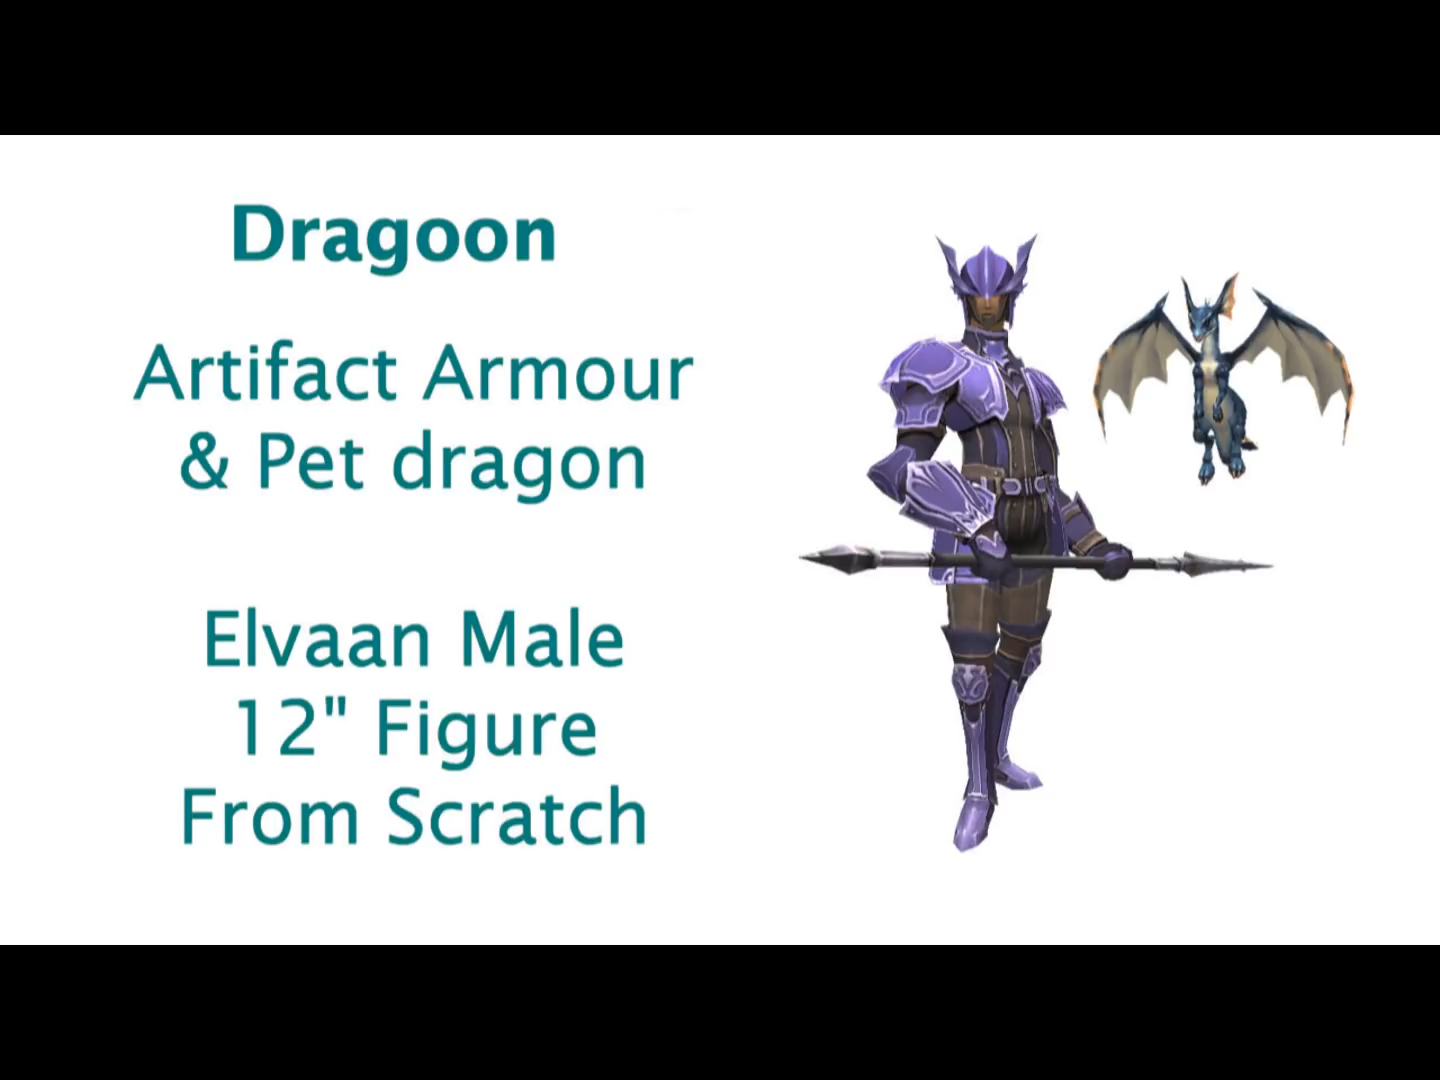 Dragoon
Artifact Armour
& Pet dragon
Elvaan Male
12" Figure
From Scratch